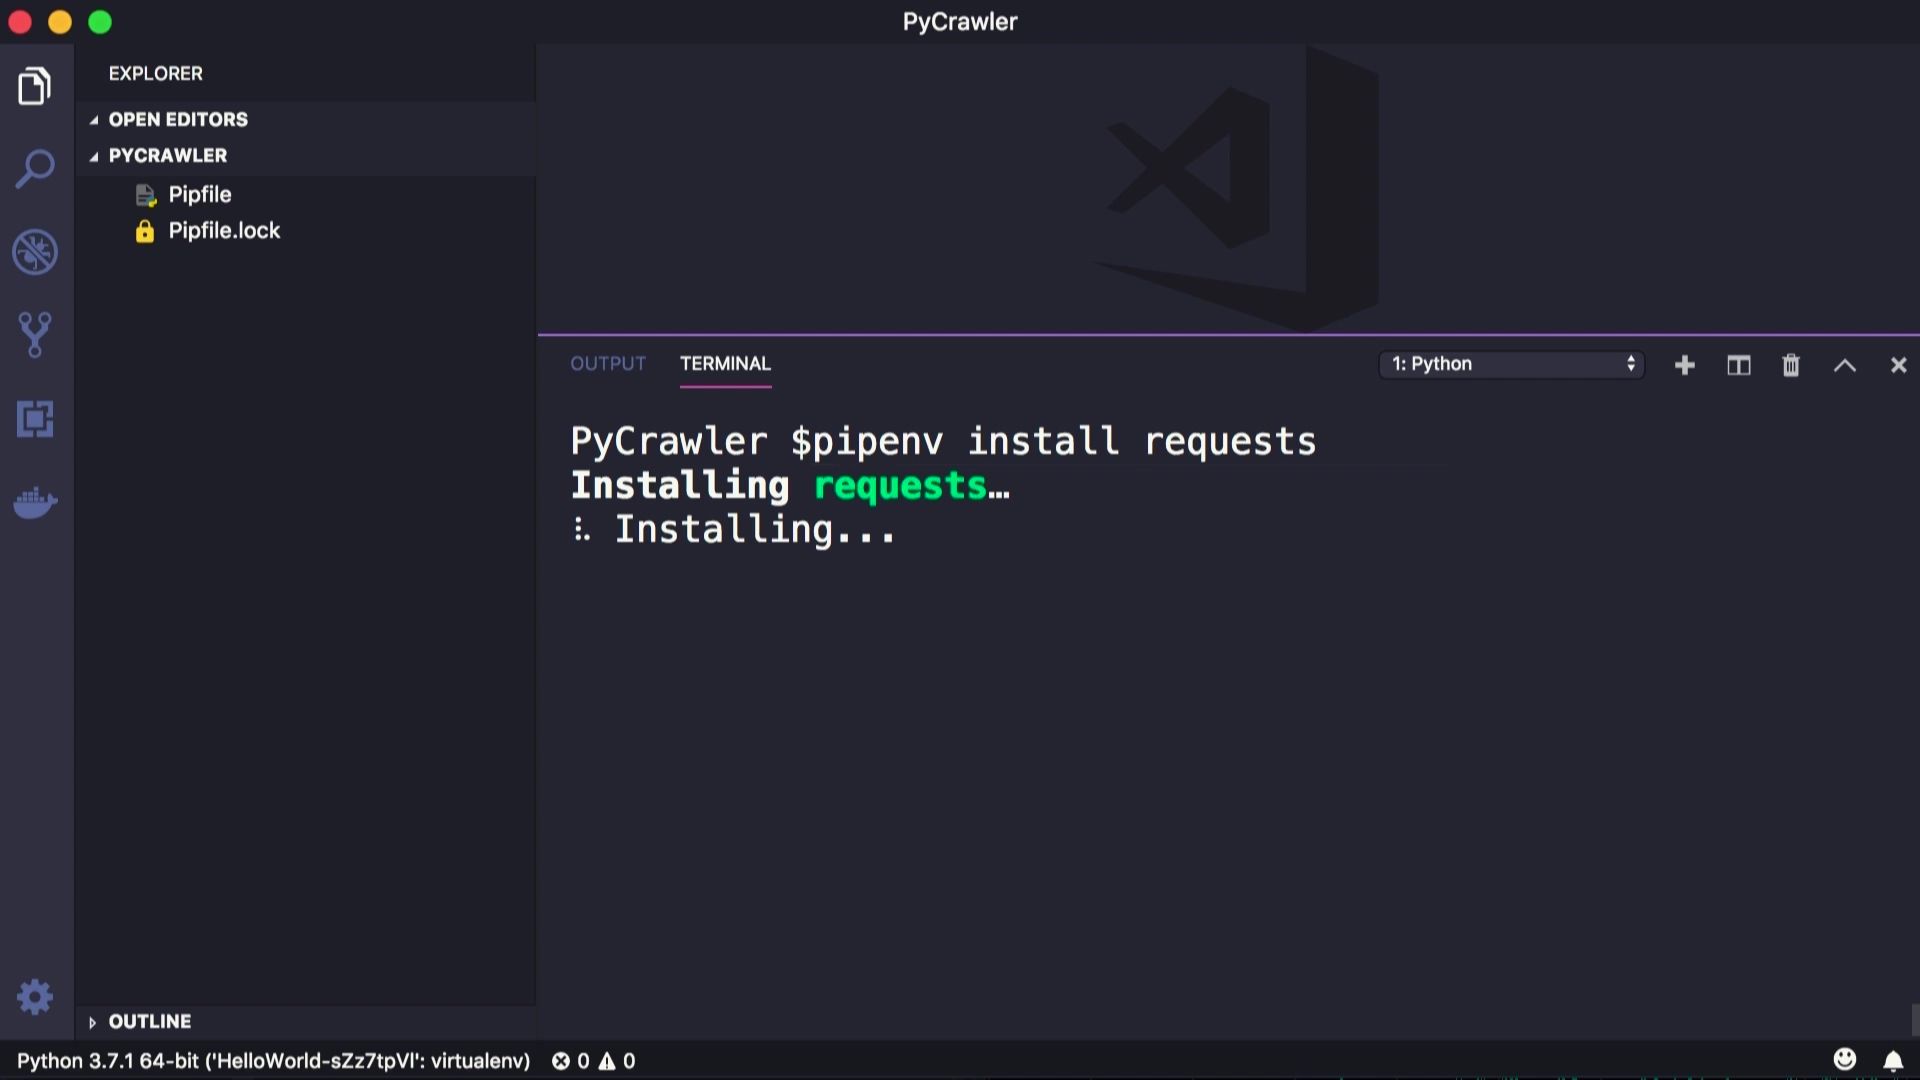 PyCrawler
EXPLORER
OPEN EDITORS
PYCRAWLER
Pipfile
Pipfile.lock
OUTLINE
OUTPUT TERMINAL
1: Python
PyCrawler $pipenv install requests
Installing requests…
⠧ Installing...
Python 3.7.1 64-bit ('HelloWorld-sZz7tpVI': virtualenv) 0 0